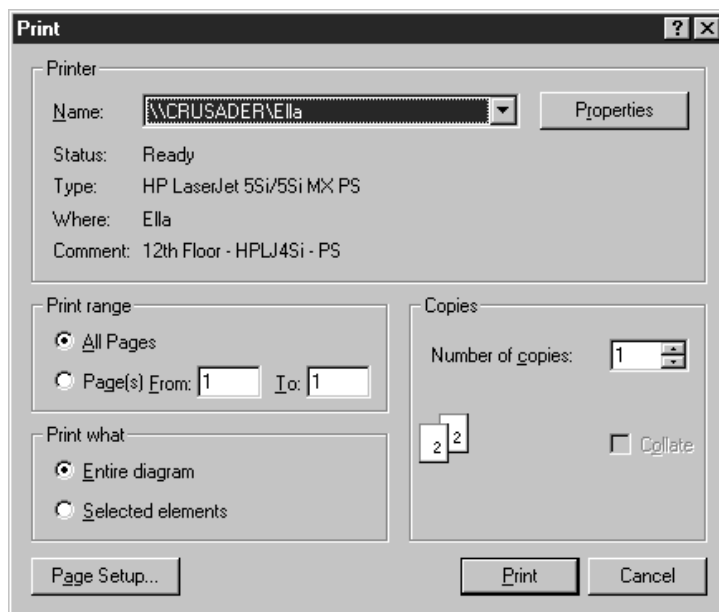 Print
Printer
Name: \\CRUSADER\Ella Properties
Status: Ready
Type: HP LaserJet 5Si/5Si MX PS
Where: Ella
Comment: 12th Floor - HPLJ4Si - PS
Print range
All Pages
Page(s) From: 1 To: 1
Copies
Number of copies: 1
2 2
Collate
Print what
Entire diagram
Selected elements
Page Setup... Print Cancel